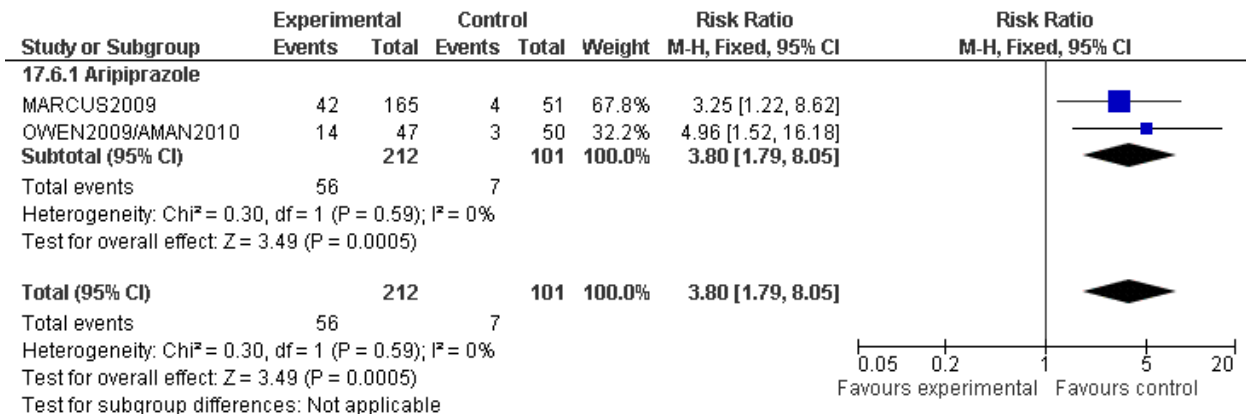 Experimental Control Risk Ratio Risk Ratio
Study or Subgroup Events Total Events Total Weight M-H, Fixed, 95% CI M-H, Fixed, 95% CI
17.6.1 Aripiprazole
MARCUS2009 42 165 4 51 67.8% 3.25 [1.22, 8.62]
OWEN2009/AMAN2010 14 47 3 50 32.2% 4.96 [1.52, 16.18]
Subtotal (95% CI) 212 101 100.0% 3.80 [1.79, 8.05]
Total events 56 7
Heterogeneity: Chi² = 0.30, df = 1 (P = 0.59); I² = 0%
Test for overall effect: Z = 3.49 (P = 0.0005)
Total (95% CI) 212 101 100.0% 3.80 [1.79, 8.05]
Total events 56 7
Heterogeneity: Chi² = 0.30, df = 1 (P = 0.59); I² = 0%
Test for overall effect: Z = 3.49 (P = 0.0005)
Test for subgroup differences: Not applicable
0.05 0.2 1 5 20
Favours experimental Favours control